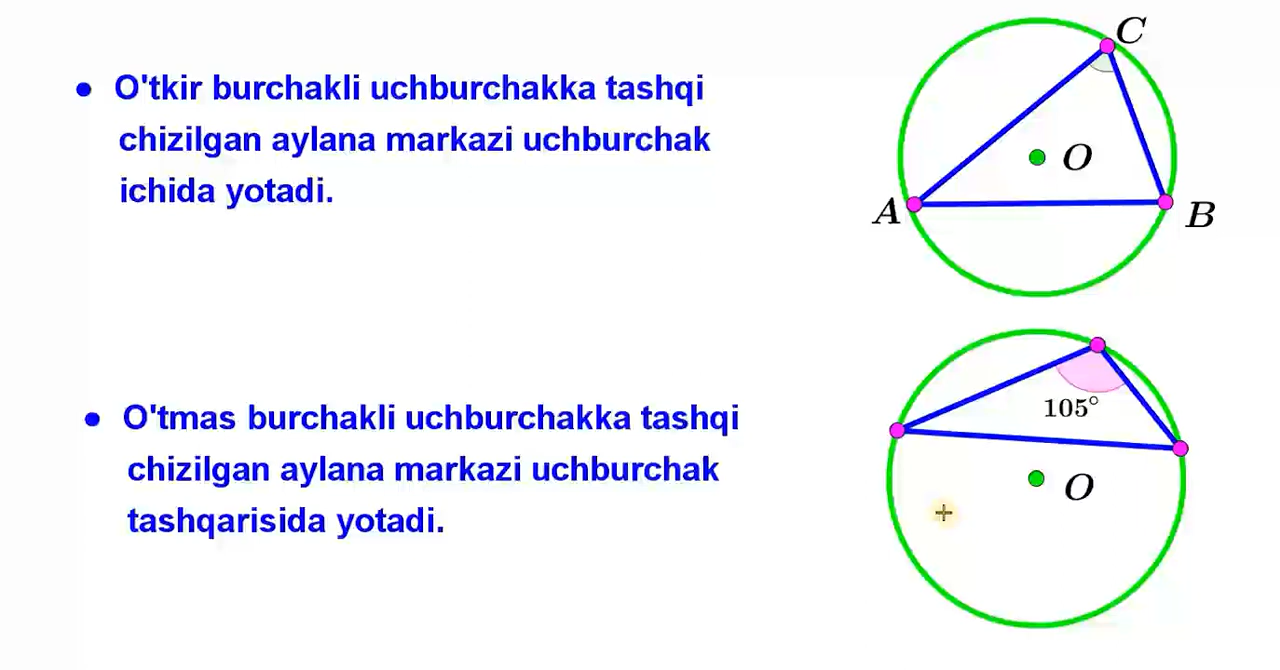 ● O'tkir burchakli uchburchakka tashqi
chizilgan aylana markazi uchburchak
ichida yotadi.
C
O
A
B
● O'tmas burchakli uchburchakka tashqi
chizilgan aylana markazi uchburchak
tashqarisida yotadi.
105°
O